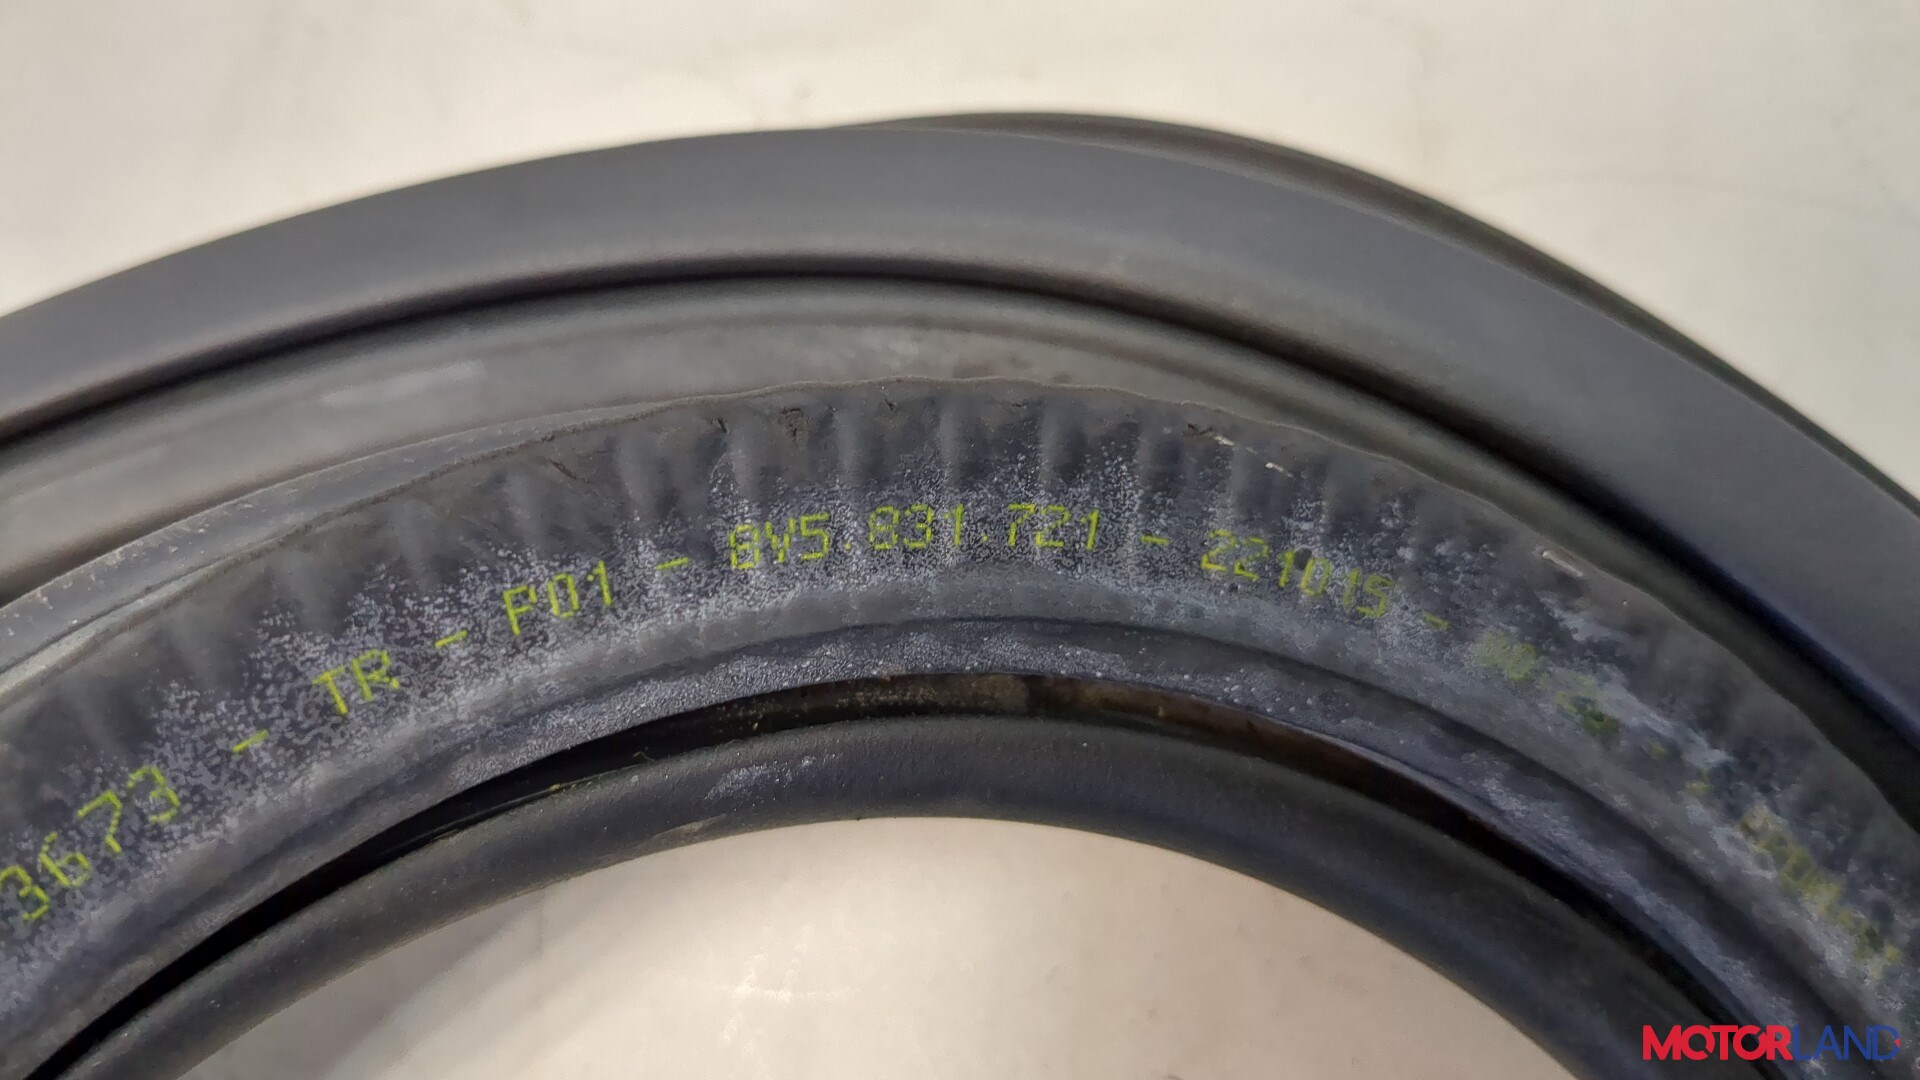 3673 - TR - P01 - 8V5.831.721 - 221015 -
MOTORLAND